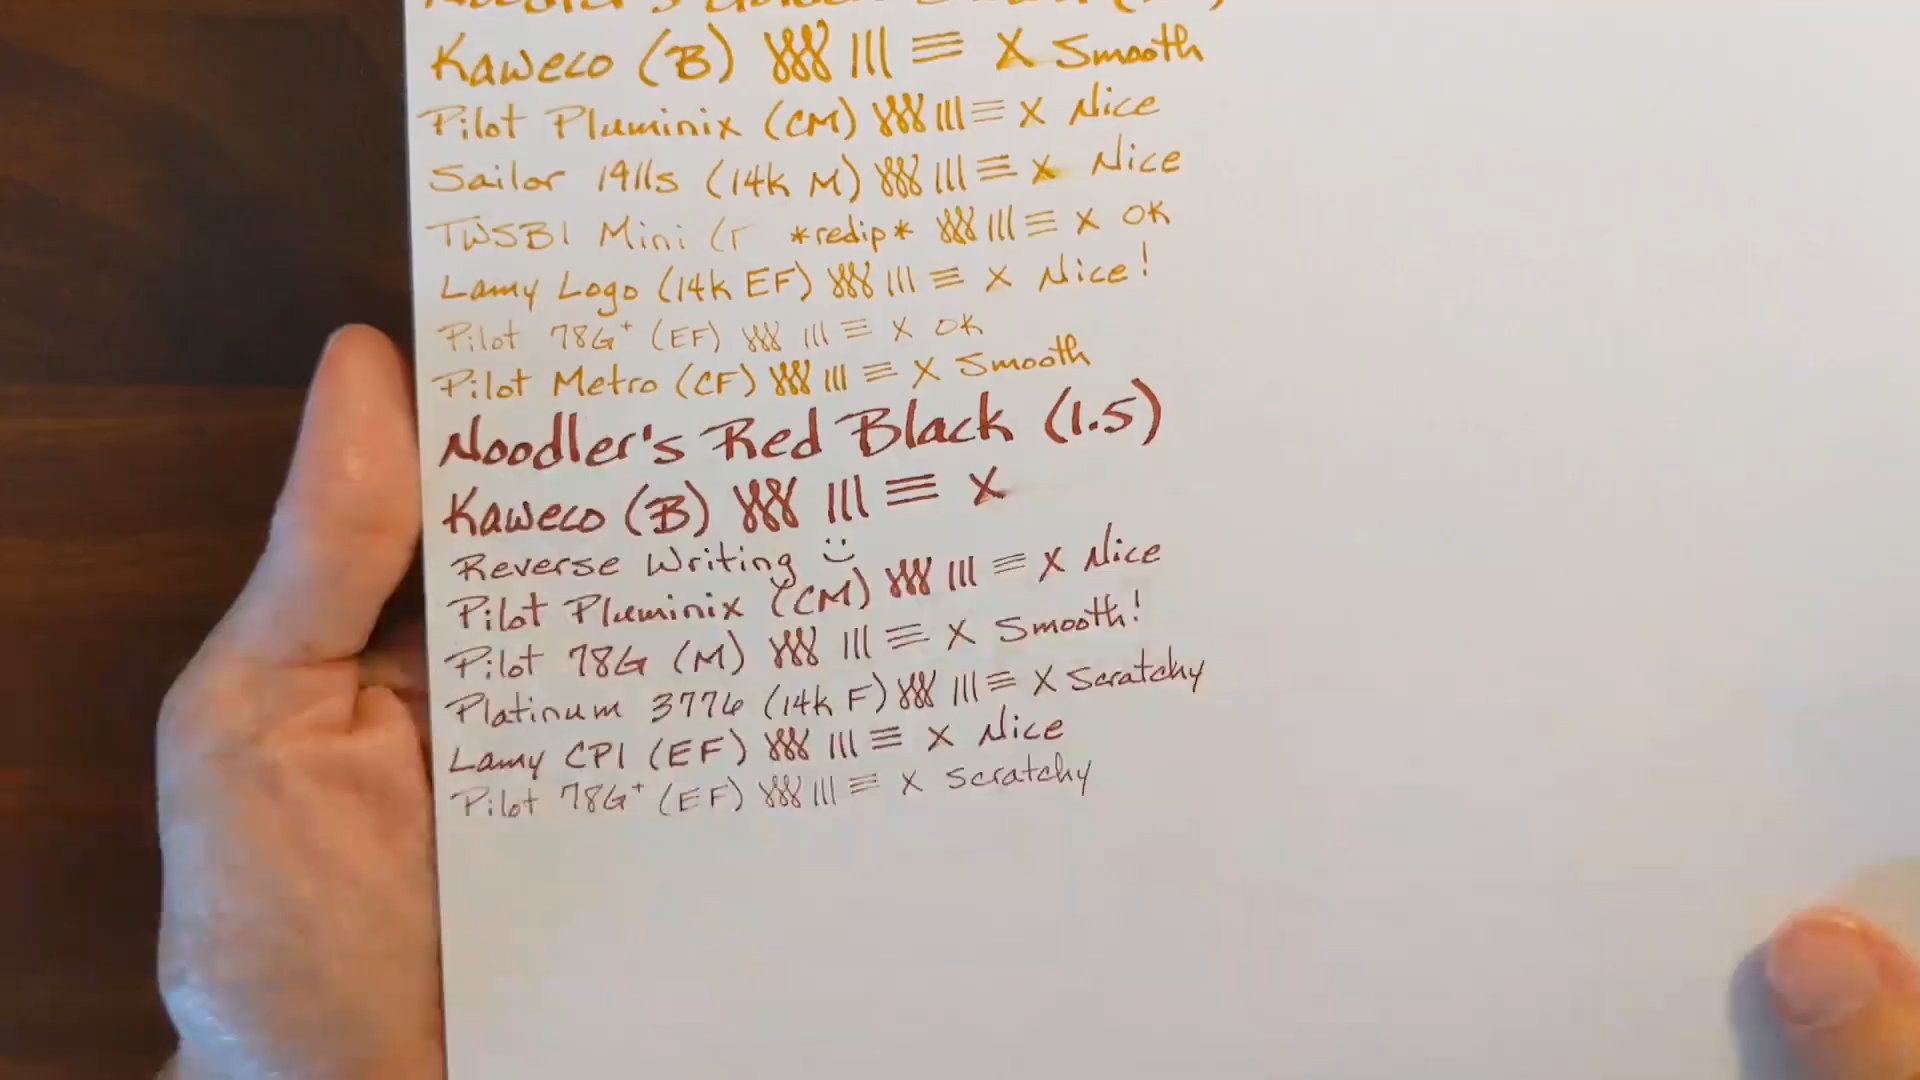 Kaweco (B) X Smooth
Pilot Pluminix (CM) X Nice
Sailor 1911s (14k M) X Nice
TWSBI Mini (r *redip* X OK
Lamy Logo (14k EF) X Nice!
Pilot 78G+ (EF) X OK
Pilot Metro (CF) X Smooth
Noodler's Red Black (1.5)
Kaweco (B) X
Reverse Writing
Pilot Pluminix (CM) X Nice
Pilot 78G (M) X Smooth!
Platinum 3776 (14k F) X Scratchy
Lamy CP1 (EF) X Nice
Pilot 78G+ (EF) X Scratchy